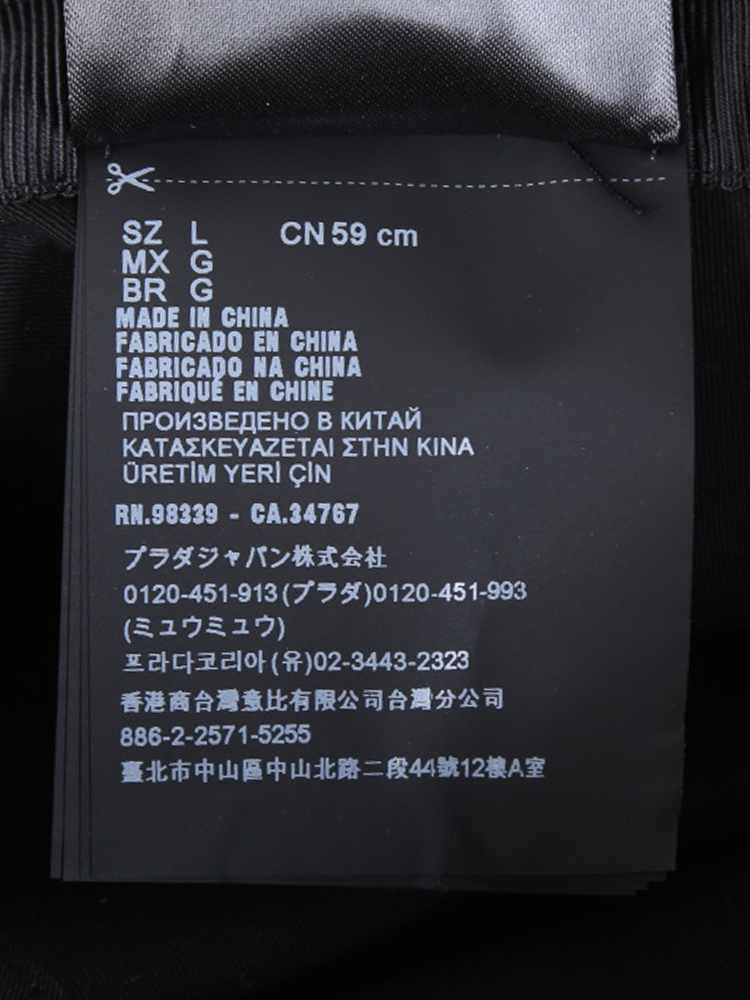 SZ L CN 59 cm
MX G
BR G
MADE IN CHINA
FABRICADO EN CHINA
FABRICADO NA CHINA
FABRIQUÉ EN CHINE
ПРОИЗВЕДЕНО В КИТАЙ
ΚΑΤΑΣΚΕΥΑΖΕΤΑΙ ΣΤΗΝ ΚΙΝΑ
ÜRETİM YERİ ÇİN
RN.98339 - CA.34767
プラダジャパン株式会社
0120-451-913(プラダ)0120-451-993
(ミュウミュウ)
프라다코리아(유)02-3443-2323
香港商台灣意比有限公司台灣分公司
886-2-2571-5255
臺北市中山區中山北路二段44號12樓A室